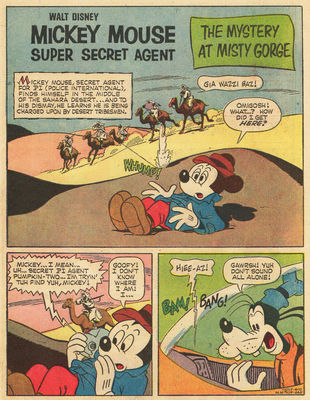 WALT DISNEY
MICKEY MOUSE
SUPER SECRET AGENT
THE MYSTERY
AT MISTY GORGE
MICKEY MOUSE, SECRET AGENT
FOR PI (POLICE INTERNATIONAL),
FINDS HIMSELF IN THE MIDDLE
OF THE SAHARA DESERT....AND TO
HIS DISMAY, HE LEARNS HE IS BEING
CHARGED UPON BY DESERT TRIBESMEN.
GIA WAZZI BAZ!
OMIGOSH!
WHAT...? HOW
DID I GET
HERE?
WHUMP!
MICKEY...I MEAN...
UH...SECRET PI AGENT
PUMPKIN-TWO...I'M TRYIN'
TUH FIND YUH, MICKEY!
GOOFY!
I DON'T
KNOW
WHERE
I AM!
I...
HIEE-AZI!
GAWRSH! YUH
DON'T SOUND
ALL ALONE!
BAM! BANG!